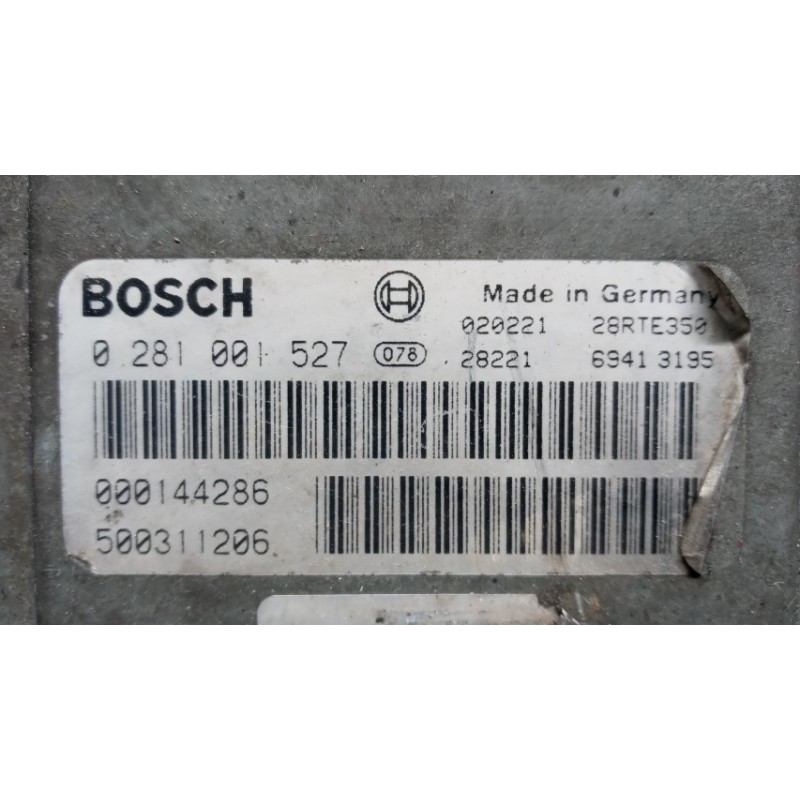 BOSCH
Made in Germany
020221 28RTE350
0 281 001 527 078 28221 6941 3195
000144286
500311206